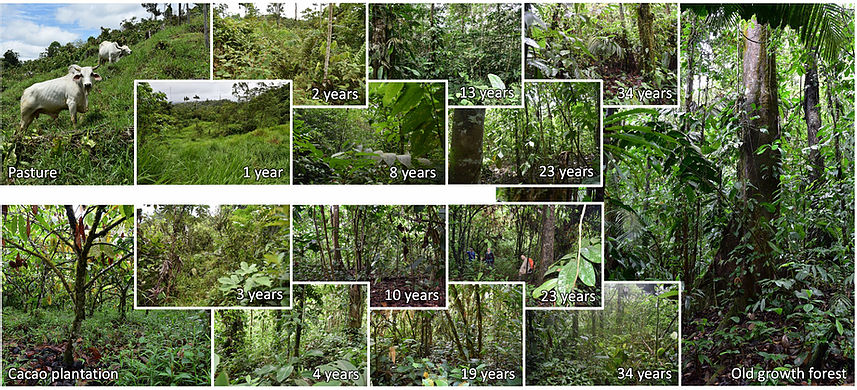 2 years
13 years
34 years
Pasture
1 year
8 years
23 years
3 years
10 years
23 years
Cacao plantation
4 years
19 years
34 years
Old growth forest